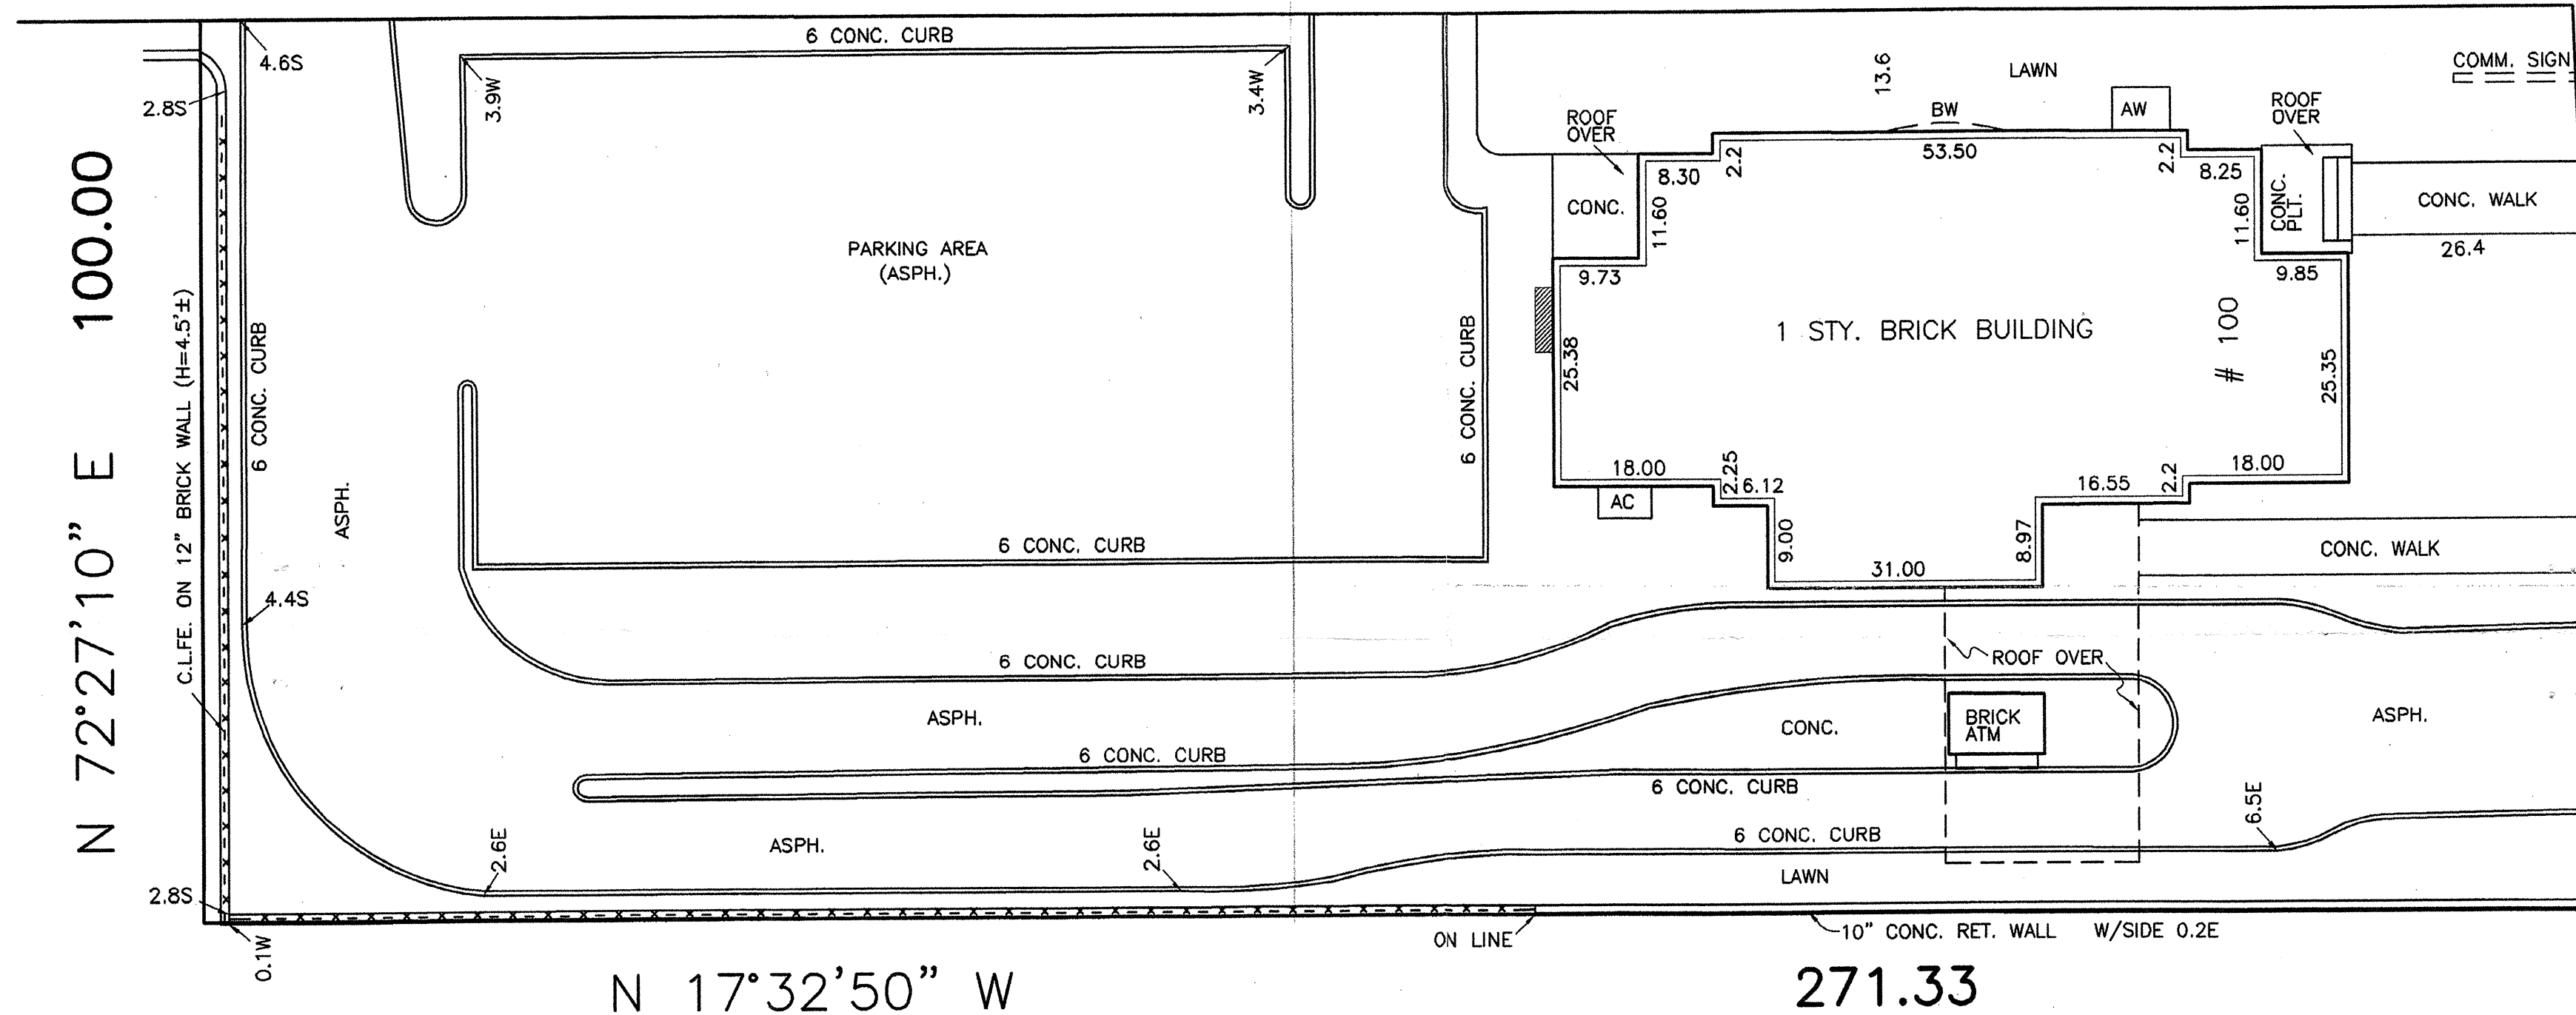 6 CONC. CURB
4.6S
2.8S
3.9W
3.4W
13.6
LAWN
COMM. SIGN
ROOF
OVER
BW
AW
ROOF
OVER
53.50
2.2
2.2
8.30
8.25
CONC.
11.60
11.60
CONC.
PLT.
CONC. WALK
26.4
PARKING AREA
(ASPH.)
9.73
9.85
1 STY. BRICK BUILDING
# 100
25.38
25.35
N 72°27'10" E 100.00
C.L.FE. ON 12" BRICK WALL (H=4.5'±)
6 CONC. CURB
ASPH.
6 CONC. CURB
18.00
2.25
6.12
16.55
2.2
18.00
AC
9.00
8.97
31.00
6 CONC. CURB
CONC. WALK
4.4S
6 CONC. CURB
ROOF OVER
ASPH.
CONC.
BRICK
ATM
ASPH.
6 CONC. CURB
6 CONC. CURB
6.5E
2.6E
2.6E
ASPH.
6 CONC. CURB
LAWN
2.8S
0.1W
ON LINE
10" CONC. RET. WALL W/SIDE 0.2E
N 17°32'50" W
271.33